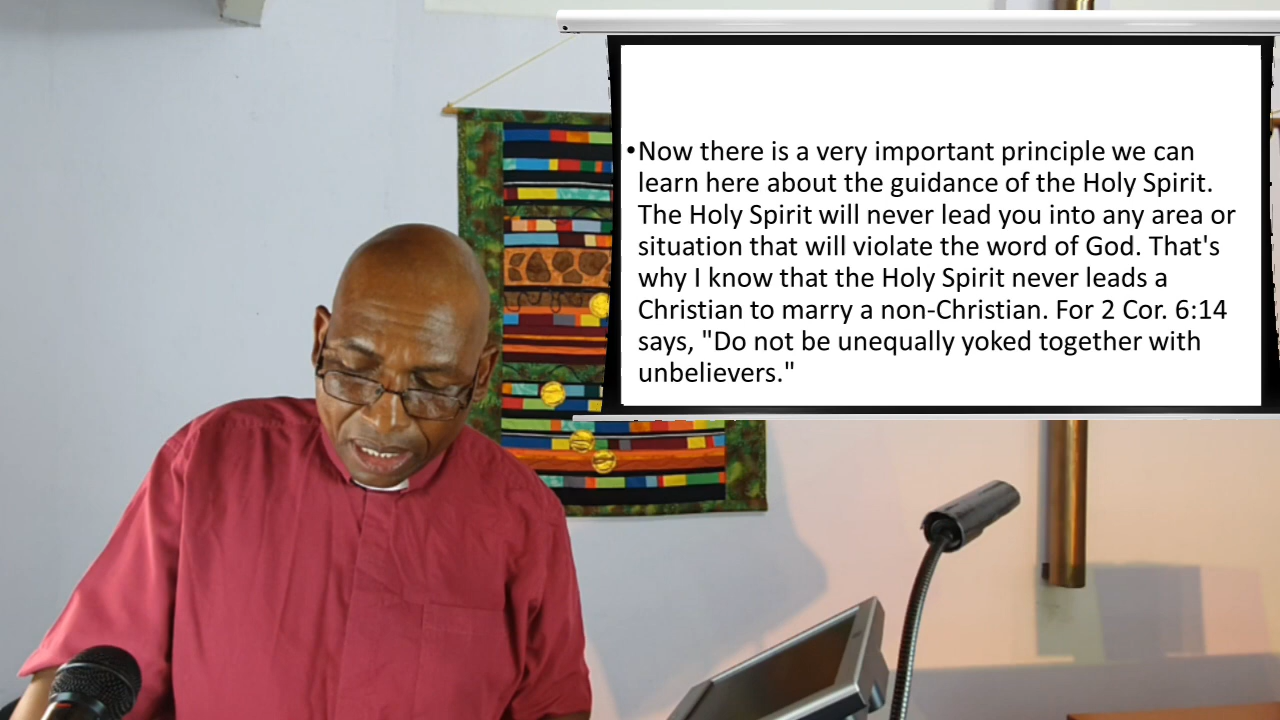 •Now there is a very important principle we can
learn here about the guidance of the Holy Spirit.
The Holy Spirit will never lead you into any area or
situation that will violate the word of God. That's
why I know that the Holy Spirit never leads a
Christian to marry a non-Christian. For 2 Cor. 6:14
says, "Do not be unequally yoked together with
unbelievers."